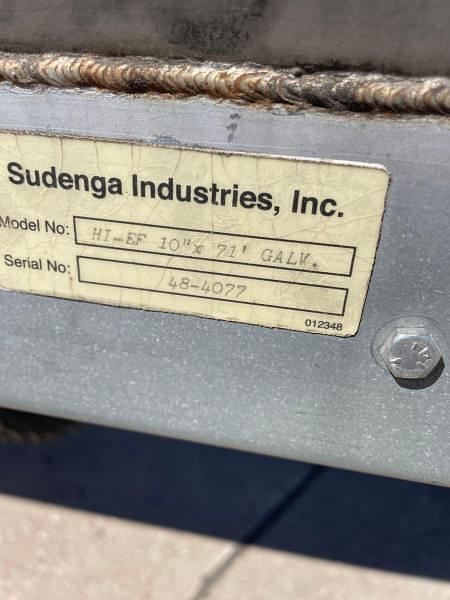 Sudenga Industries, Inc.
Model No: HI-EF 10"x 71' GALV.
Serial No: 48-4077
012348